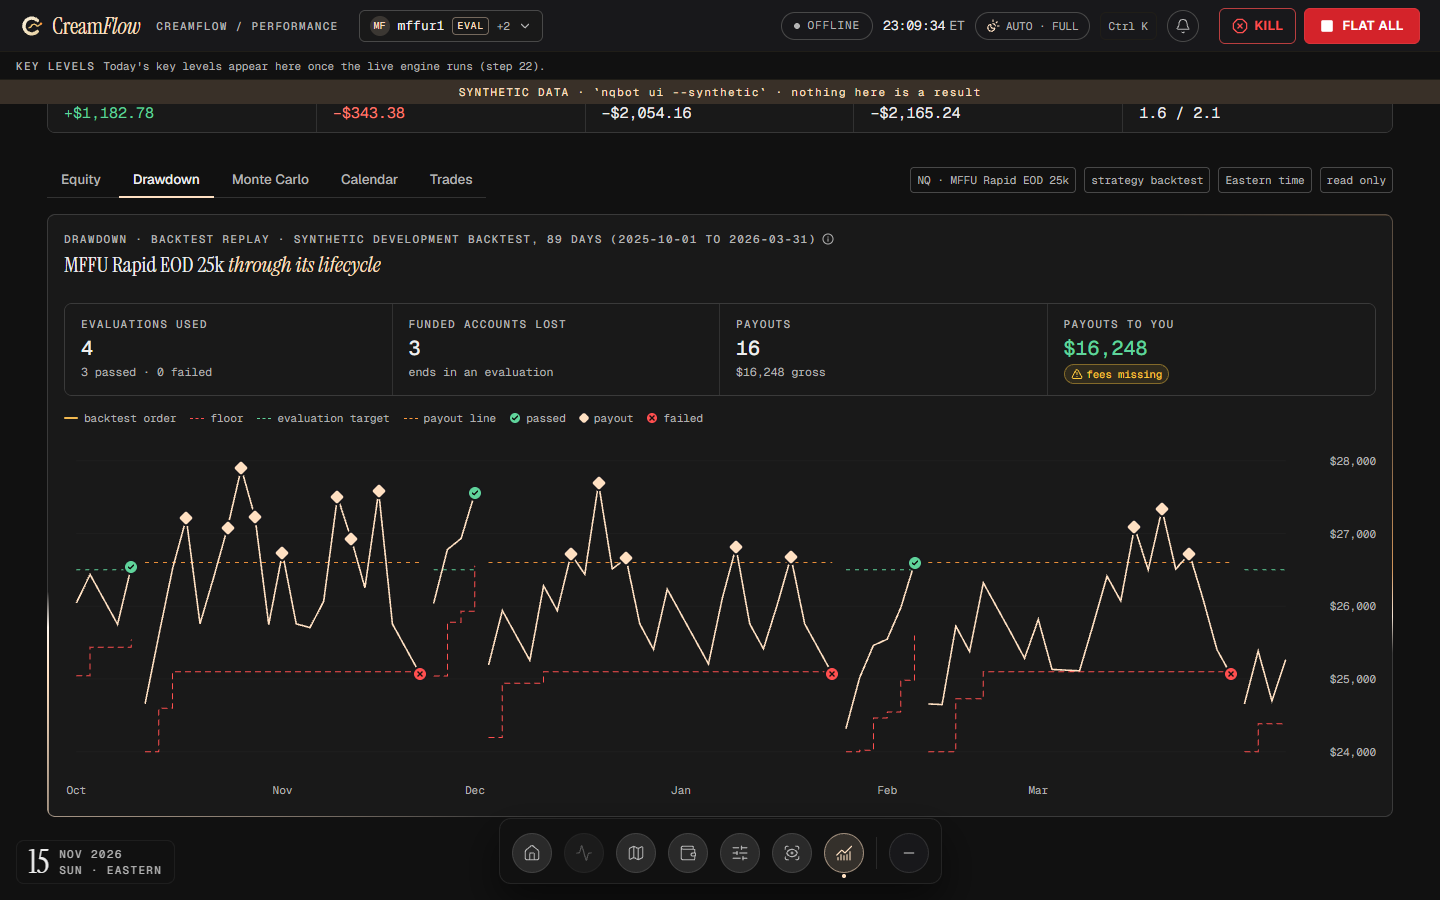 CreamFlow CREAMFLOW / PERFORMANCE MF mffur1 EVAL +2 OFFLINE 23:09:34 ET AUTO · FULL Ctrl K KILL FLAT ALL
KEY LEVELS Today's key levels appear here once the live engine runs (step 22).
SYNTHETIC DATA · `nqbot ui --synthetic` · nothing here is a result
+$1,182.78 −$343.38 −$2,054.16 −$2,165.24 1.6 / 2.1
Equity Drawdown Monte Carlo Calendar Trades NQ · MFFU Rapid EOD 25k strategy backtest Eastern time read only
DRAWDOWN · BACKTEST REPLAY · SYNTHETIC DEVELOPMENT BACKTEST, 89 DAYS (2025-10-01 TO 2026-03-31)
MFFU Rapid EOD 25k through its lifecycle
EVALUATIONS USED FUNDED ACCOUNTS LOST PAYOUTS PAYOUTS TO YOU
4 3 16 $16,248
3 passed · 0 failed ends in an evaluation $16,248 gross fees missing
backtest order floor evaluation target payout line passed payout failed
$28,000
$27,000
$26,000
$25,000
$24,000
Oct Nov Dec Jan Feb Mar
15 NOV 2026
SUN · EASTERN